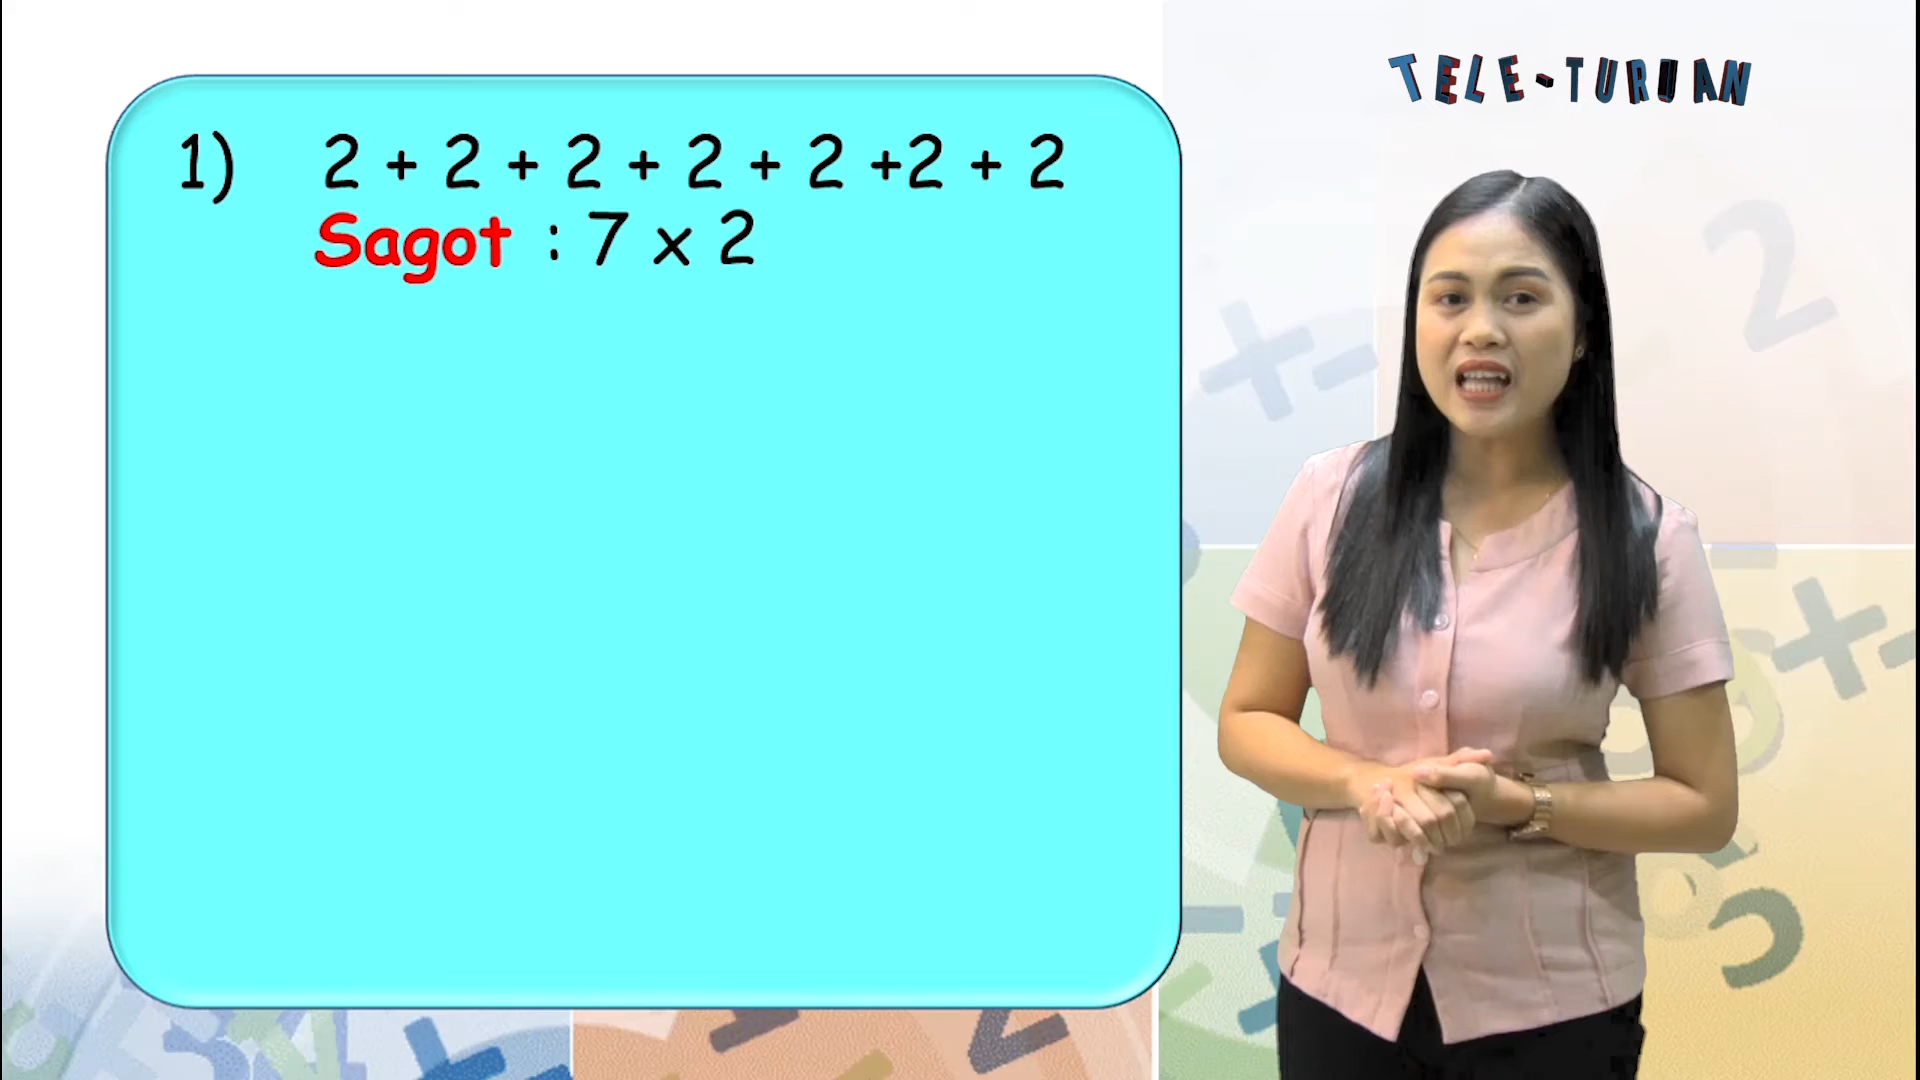 TELE-TURUAN
1) 2 + 2 + 2 + 2 + 2 +2 + 2
Sagot : 7 x 2